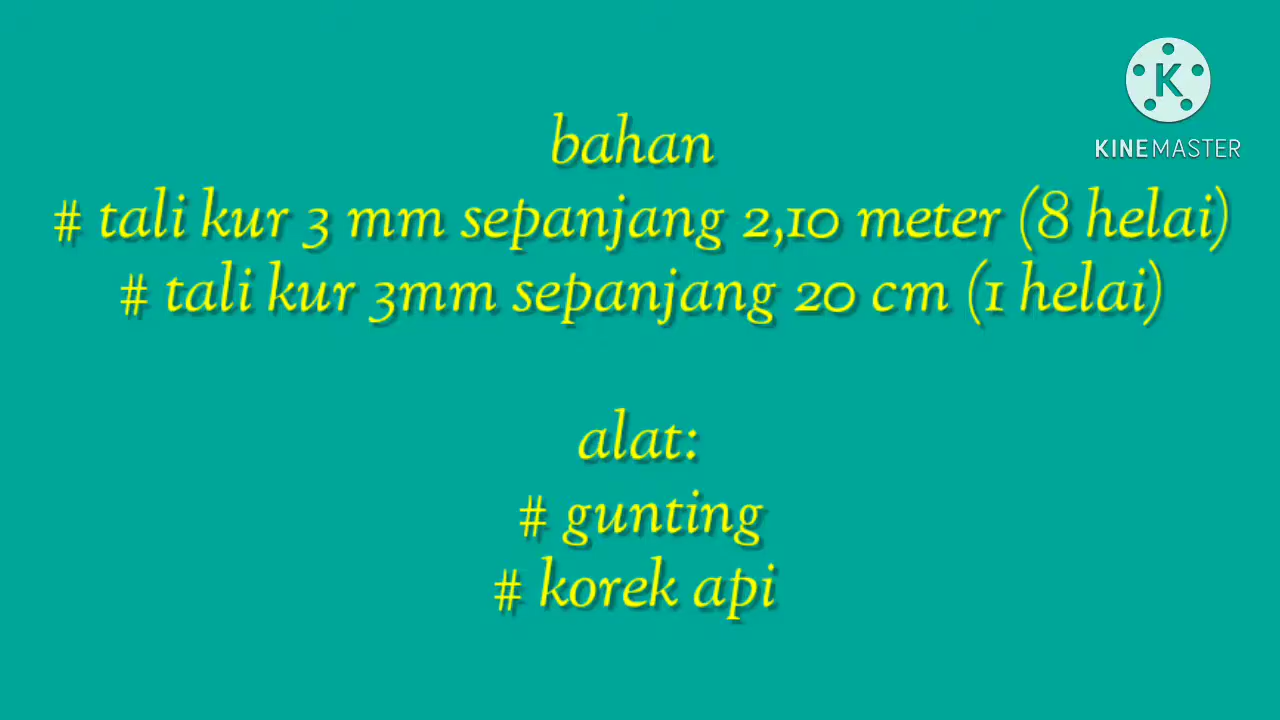 K
KINEMASTER
bahan
# tali kur 3 mm sepanjang 2,10 meter (8 helai)
# tali kur 3mm sepanjang 20 cm (1 helai)
alat:
# gunting
# korek api